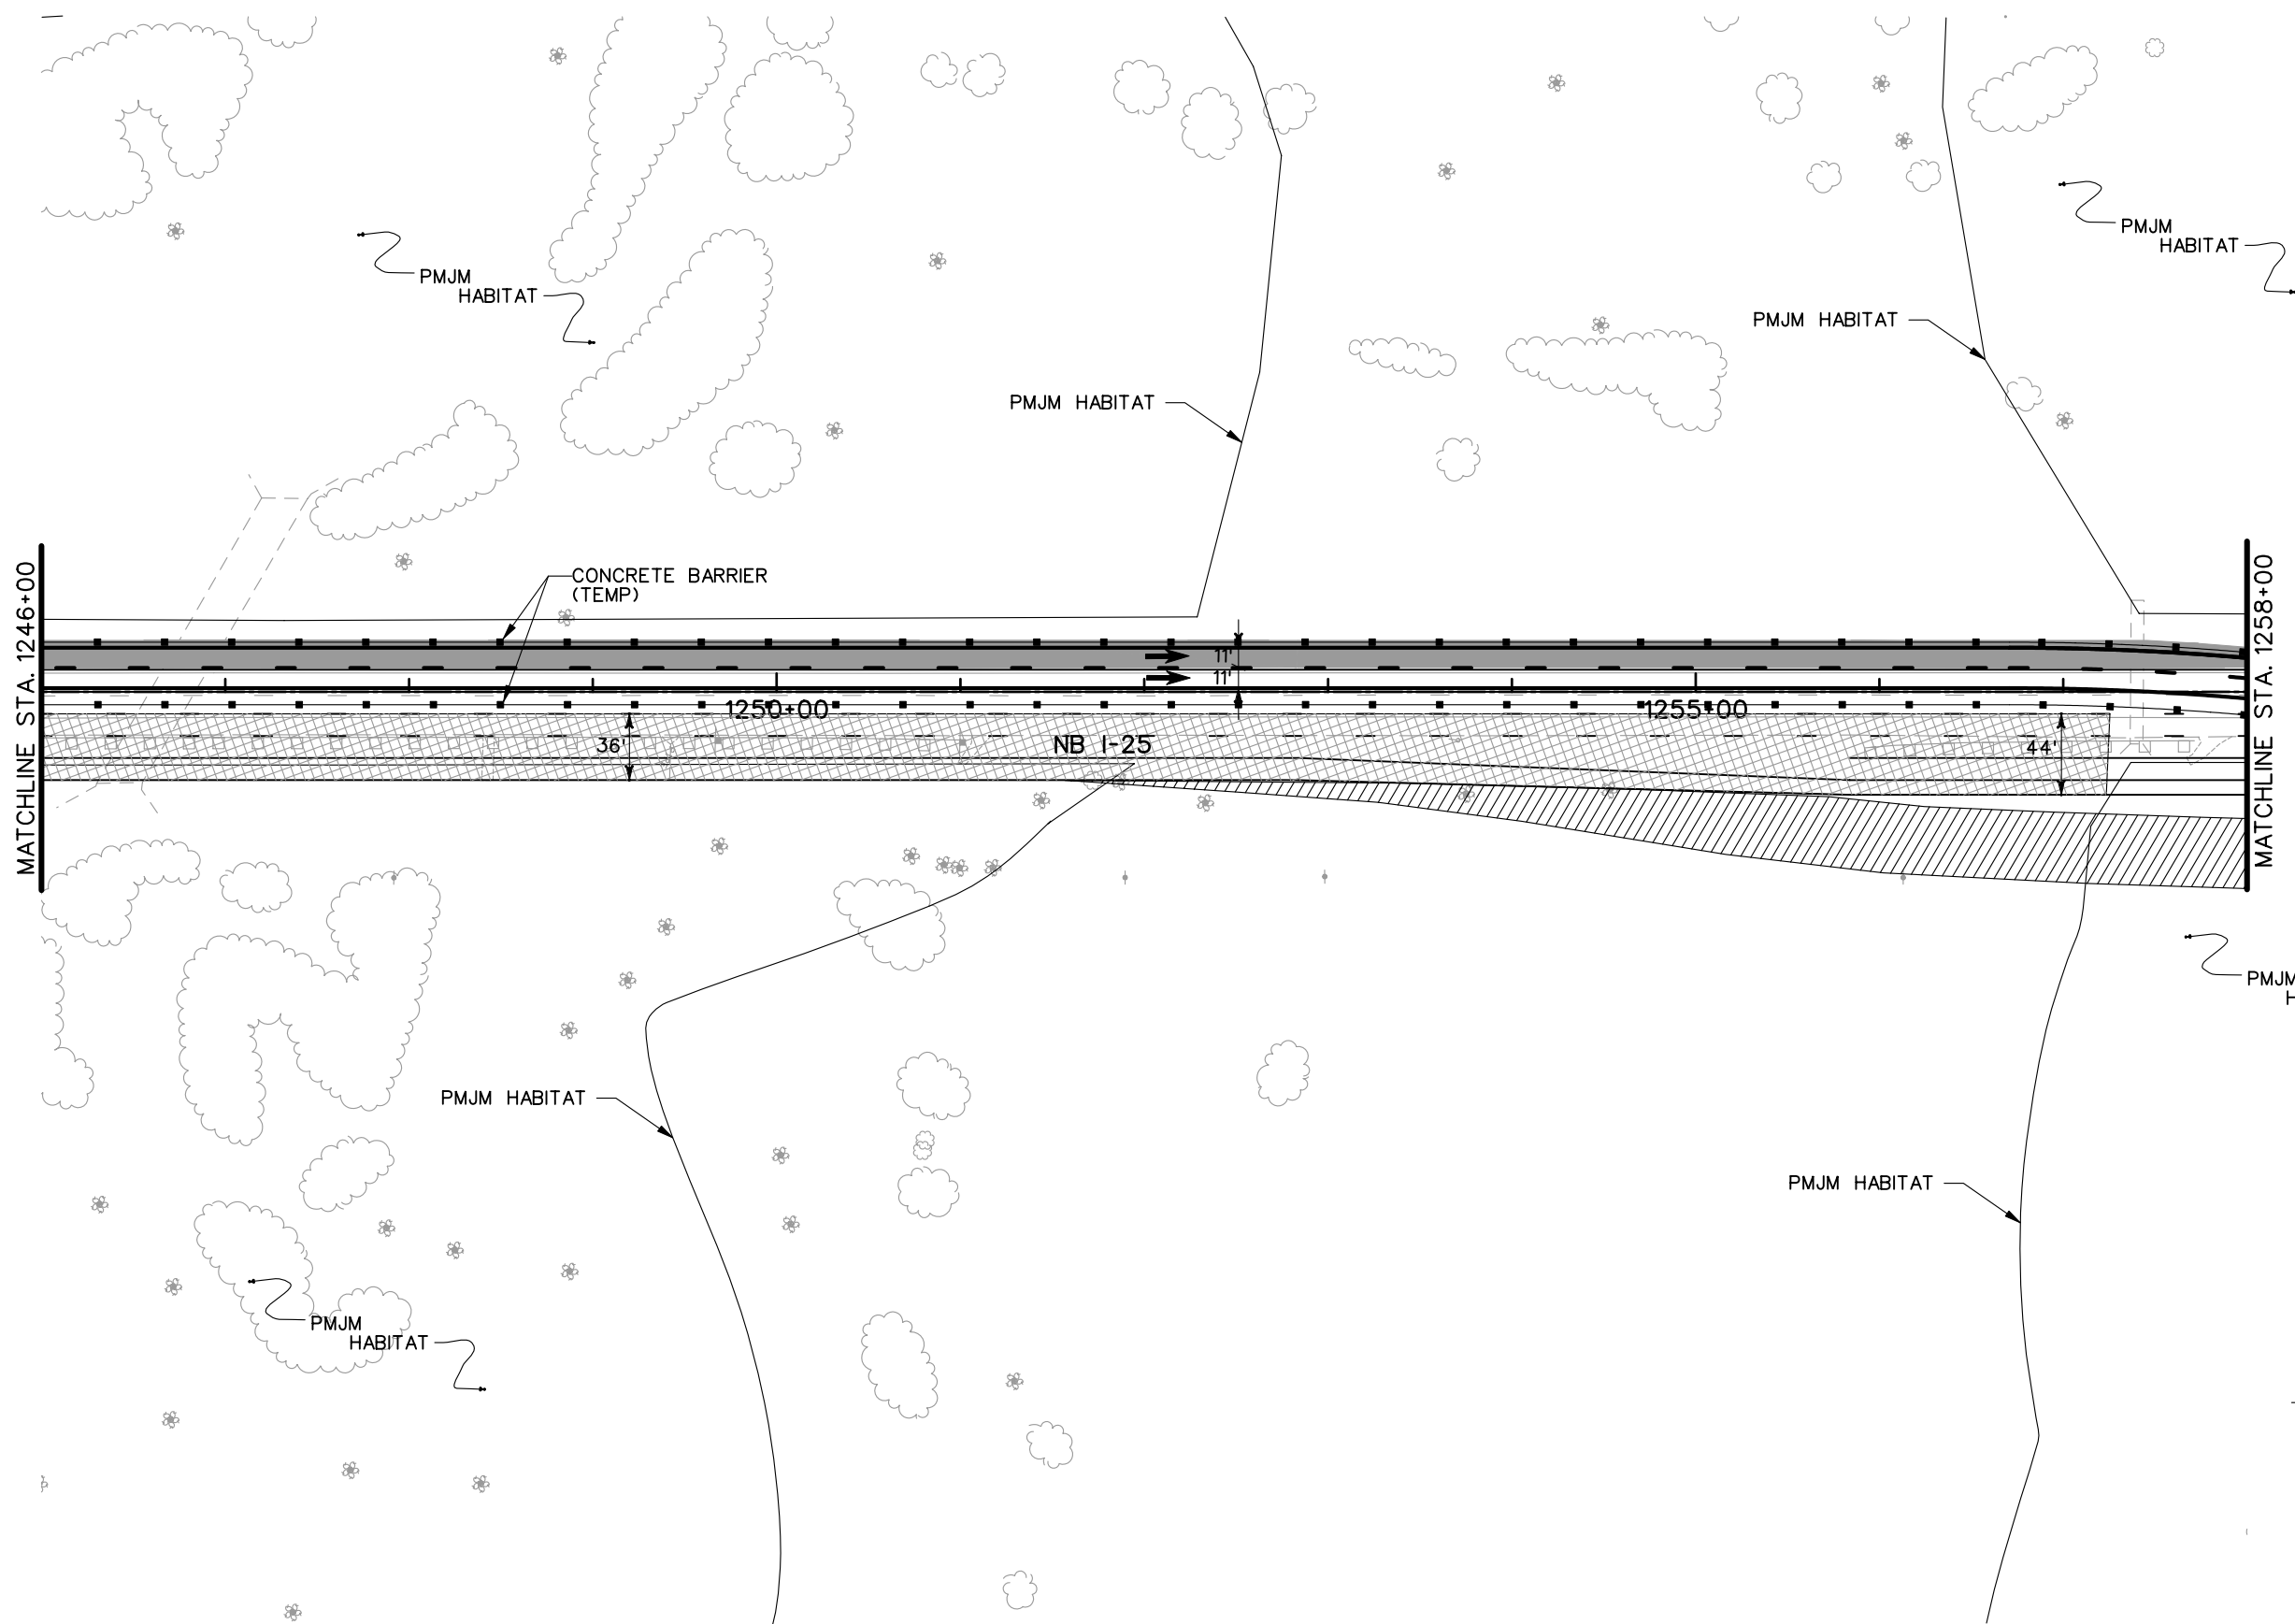 PMJM
HABITAT
PMJM
HABITAT
PMJM HABITAT
PMJM HABITAT
CONCRETE BARRIER
(TEMP)
MATCHLINE STA. 1246+00
MATCHLINE STA. 1258+00
11'
11'
1250+00
1255+00
36'
NB I-25
44'
PMJM
H
PMJM HABITAT
PMJM HABITAT
PMJM
HABITAT